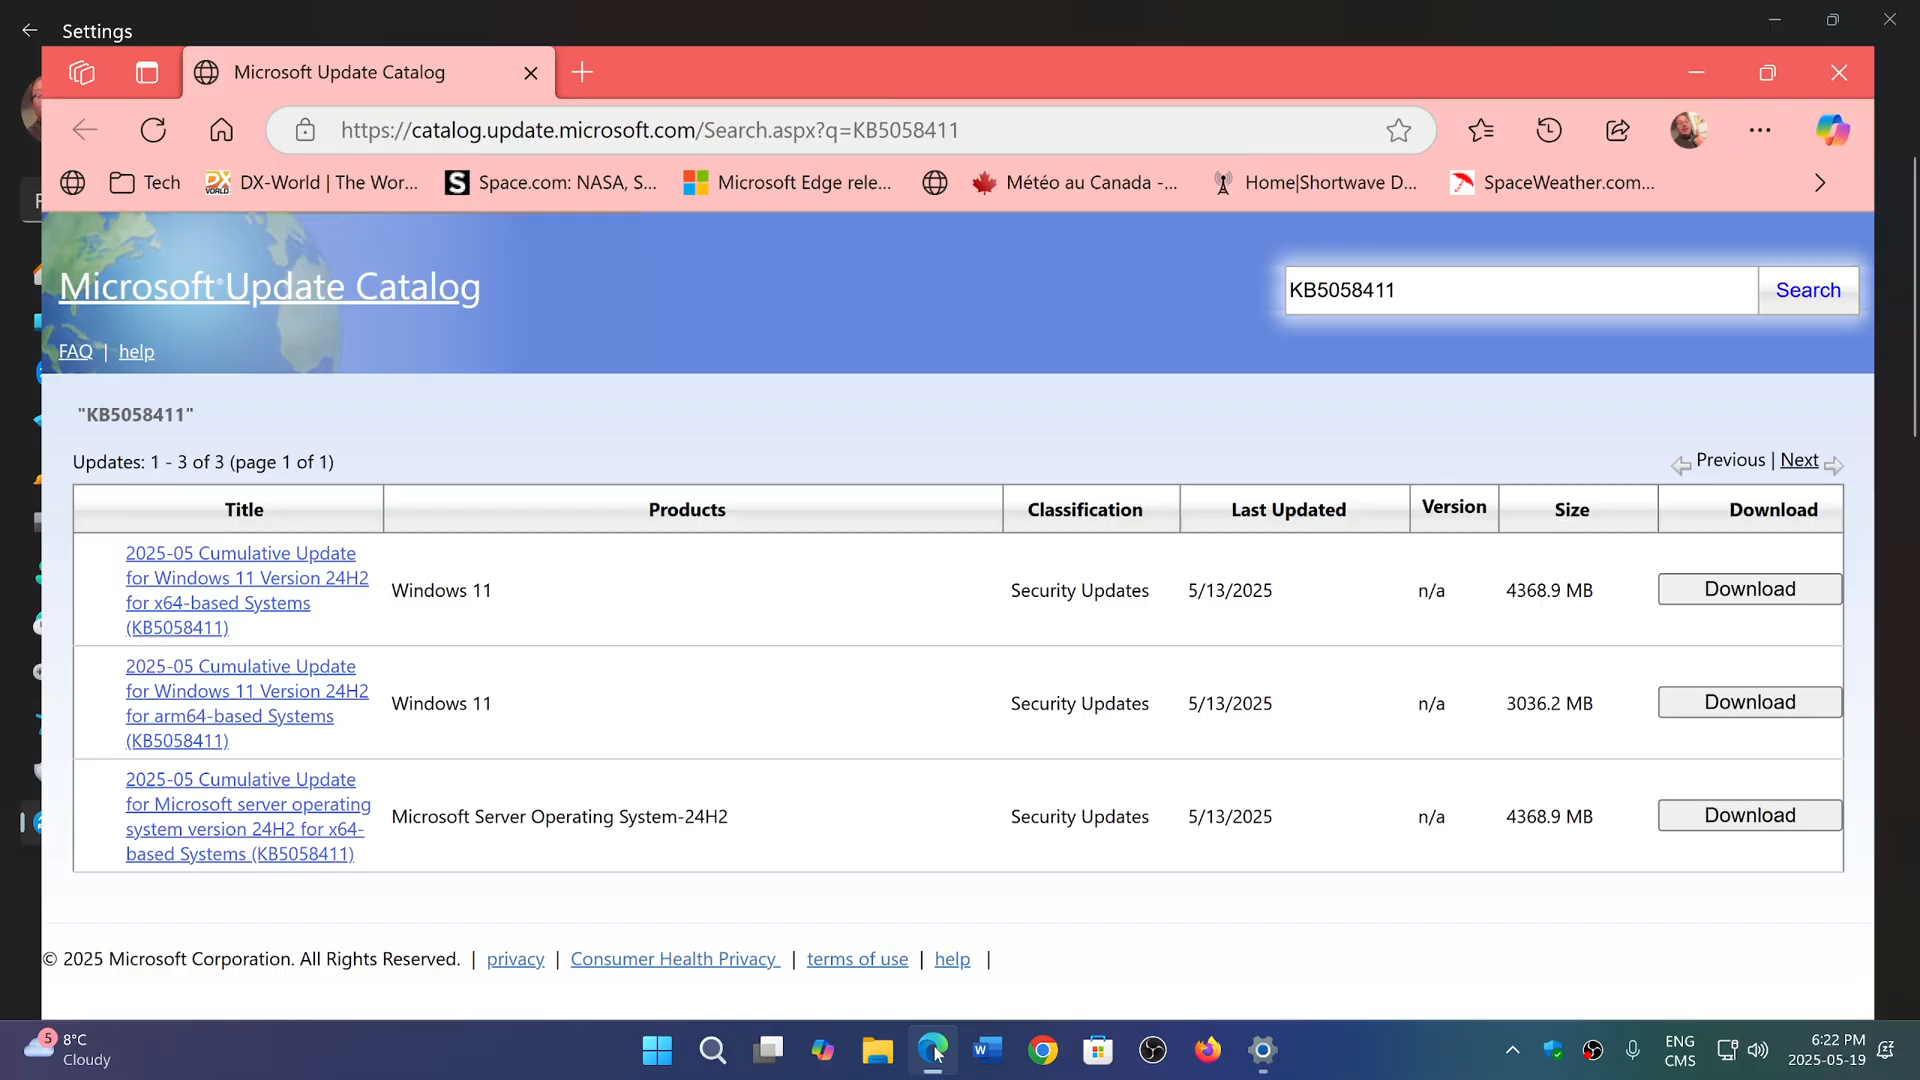 Settings
Microsoft Update Catalog
https://catalog.update.microsoft.com/Search.aspx?q=KB5058411
Tech
DX-World | The Wor...
Space.com: NASA, S...
Microsoft Edge rele...
Météo au Canada -...
Home|Shortwave D...
SpaceWeather.com...
Microsoft®Update Catalog
KB5058411
Search
FAQ | help
"KB5058411"
Updates: 1 - 3 of 3 (page 1 of 1)
Previous | Next
Title Products Classification Last Updated Version Size Download
2025-05 Cumulative Update
for Windows 11 Version 24H2
for x64-based Systems
(KB5058411)
Windows 11 Security Updates 5/13/2025 n/a 4368.9 MB Download
2025-05 Cumulative Update
for Windows 11 Version 24H2
for arm64-based Systems
(KB5058411)
Windows 11 Security Updates 5/13/2025 n/a 3036.2 MB Download
2025-05 Cumulative Update
for Microsoft server operating
system version 24H2 for x64-
based Systems (KB5058411)
Microsoft Server Operating System-24H2 Security Updates 5/13/2025 n/a 4368.9 MB Download
© 2025 Microsoft Corporation. All Rights Reserved. | privacy | Consumer Health Privacy | terms of use | help |
5
8°C
Cloudy
ENG
CMS
6:22 PM
2025-05-19